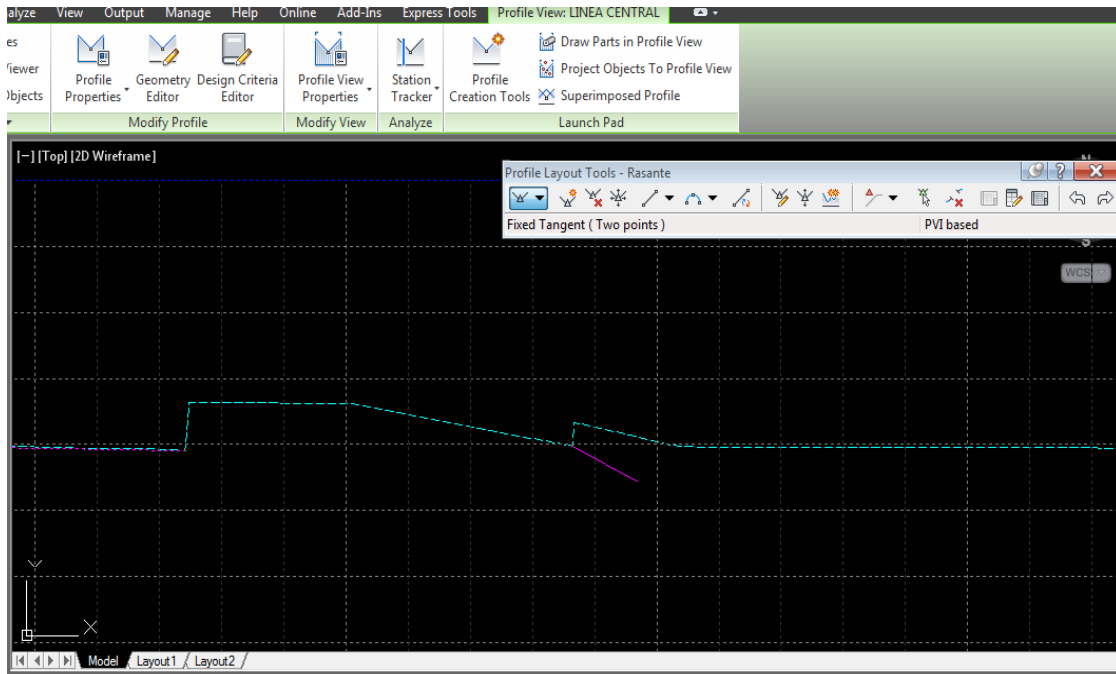 alyze View Output Manage Help Online Add-Ins Express Tools Profile View: LINEA CENTRAL
es
Viewer
Objects
Profile Properties
Geometry Editor
Design Criteria Editor
Modify Profile
Profile View Properties
Modify View
Station Tracker
Analyze
Profile Creation Tools
Draw Parts in Profile View
Project Objects To Profile View
Superimposed Profile
Launch Pad
[−] [Top] [2D Wireframe]
Profile Layout Tools - Rasante
Fixed Tangent ( Two points )
PVI based
S
WCS
Y
X
Model Layout1 Layout2